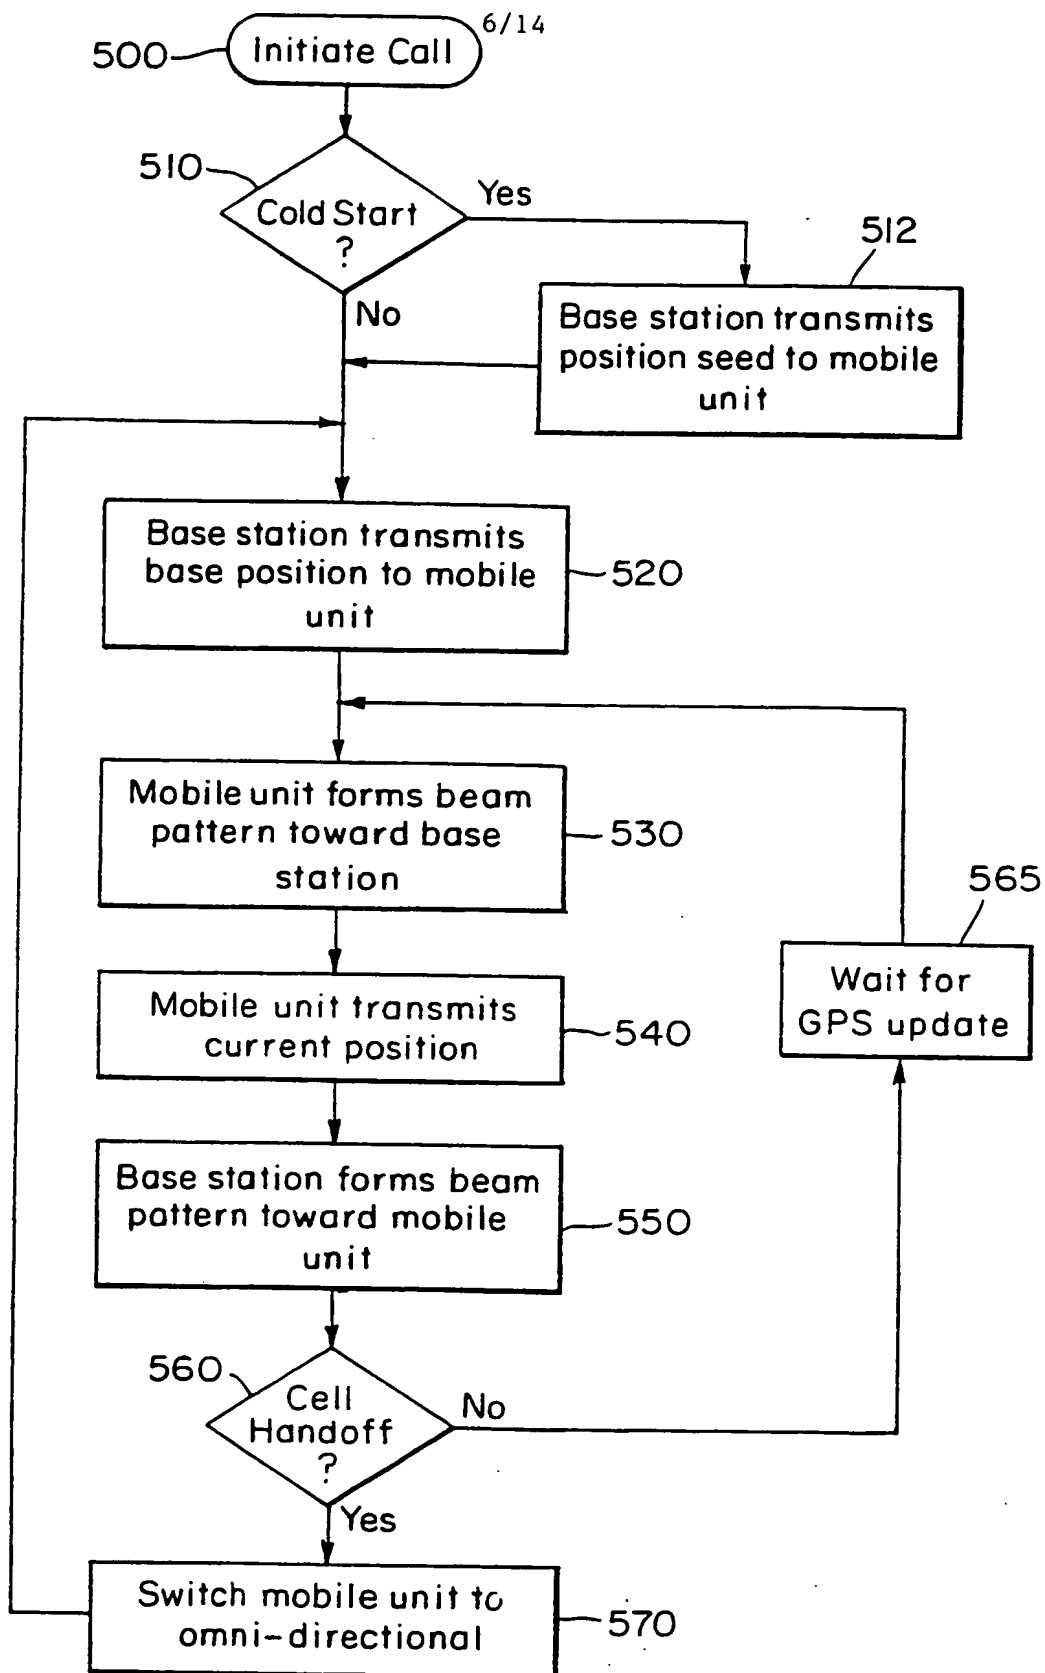 6/14
500
Initiate Call
510
Cold Start
?
Yes
No
512
Base station transmits
position seed to mobile
unit
Base station transmits
base position to mobile
unit
520
Mobile unit forms beam
pattern toward base
station
530
565
Wait for
GPS update
Mobile unit transmits
current position
540
Base station forms beam
pattern toward mobile
unit
550
560
Cell
Handoff
?
No
Yes
Switch mobile unit to
omni-directional
570